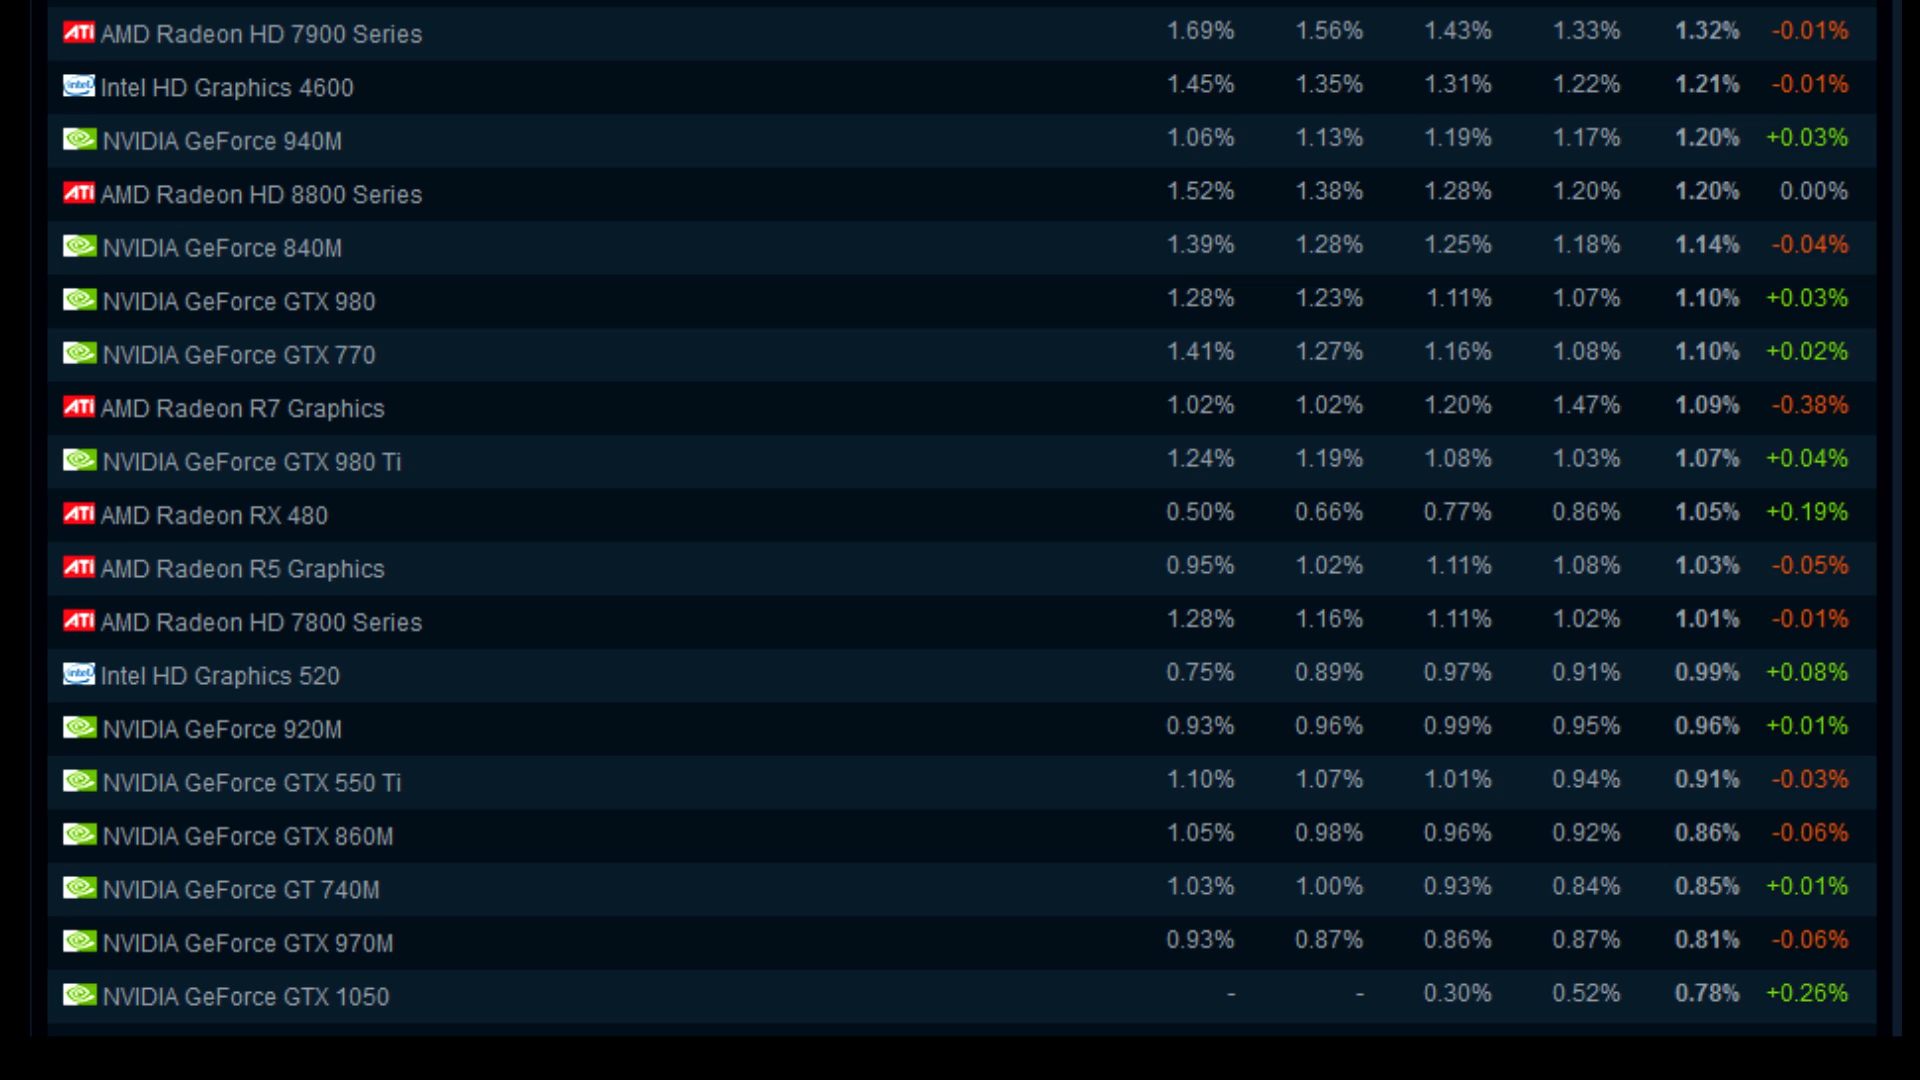 ATI AMD Radeon HD 7900 Series 1.69% 1.56% 1.43% 1.33% 1.32% -0.01%
intel Intel HD Graphics 4600 1.45% 1.35% 1.31% 1.22% 1.21% -0.01%
NVIDIA GeForce 940M 1.06% 1.13% 1.19% 1.17% 1.20% +0.03%
ATI AMD Radeon HD 8800 Series 1.52% 1.38% 1.28% 1.20% 1.20% 0.00%
NVIDIA GeForce 840M 1.39% 1.28% 1.25% 1.18% 1.14% -0.04%
NVIDIA GeForce GTX 980 1.28% 1.23% 1.11% 1.07% 1.10% +0.03%
NVIDIA GeForce GTX 770 1.41% 1.27% 1.16% 1.08% 1.10% +0.02%
ATI AMD Radeon R7 Graphics 1.02% 1.02% 1.20% 1.47% 1.09% -0.38%
NVIDIA GeForce GTX 980 Ti 1.24% 1.19% 1.08% 1.03% 1.07% +0.04%
ATI AMD Radeon RX 480 0.50% 0.66% 0.77% 0.86% 1.05% +0.19%
ATI AMD Radeon R5 Graphics 0.95% 1.02% 1.11% 1.08% 1.03% -0.05%
ATI AMD Radeon HD 7800 Series 1.28% 1.16% 1.11% 1.02% 1.01% -0.01%
intel Intel HD Graphics 520 0.75% 0.89% 0.97% 0.91% 0.99% +0.08%
NVIDIA GeForce 920M 0.93% 0.96% 0.99% 0.95% 0.96% +0.01%
NVIDIA GeForce GTX 550 Ti 1.10% 1.07% 1.01% 0.94% 0.91% -0.03%
NVIDIA GeForce GTX 860M 1.05% 0.98% 0.96% 0.92% 0.86% -0.06%
NVIDIA GeForce GT 740M 1.03% 1.00% 0.93% 0.84% 0.85% +0.01%
NVIDIA GeForce GTX 970M 0.93% 0.87% 0.86% 0.87% 0.81% -0.06%
NVIDIA GeForce GTX 1050 - - 0.30% 0.52% 0.78% +0.26%